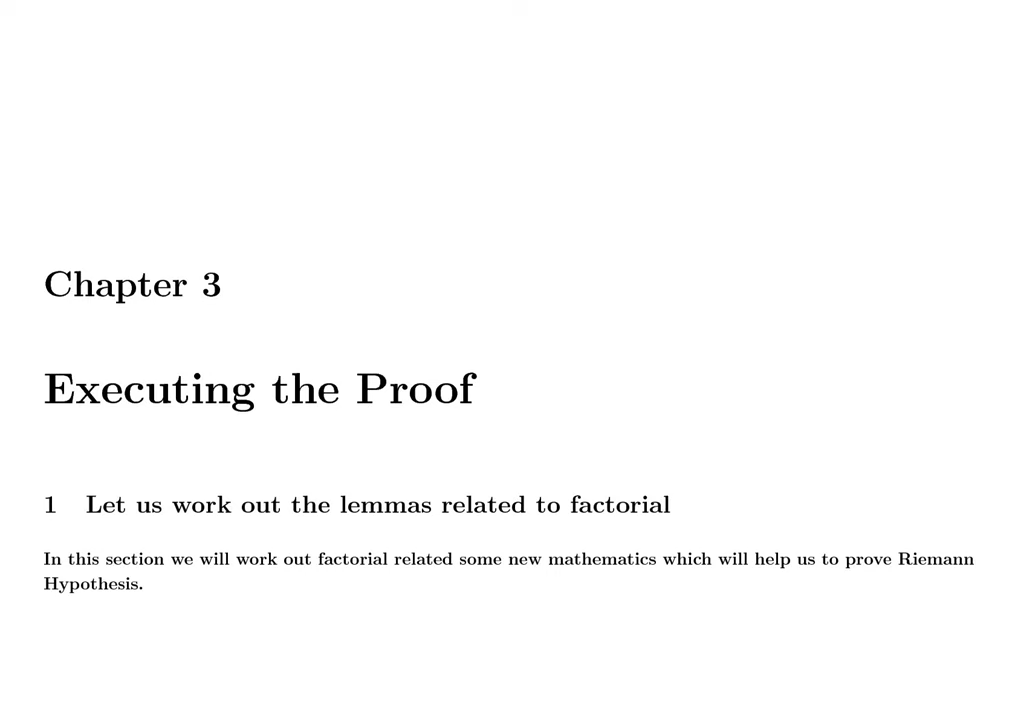 Chapter 3
Executing the Proof
1 Let us work out the lemmas related to factorial
In this section we will work out factorial related some new mathematics which will help us to prove Riemann
Hypothesis.